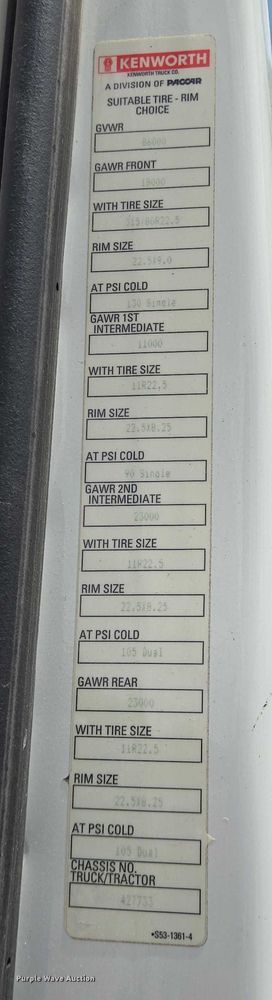 KENWORTH
KENWORTH TRUCK CO.
A DIVISION OF PACCAR
SUITABLE TIRE - RIM
CHOICE
GVWR
86000
GAWR FRONT
18000
WITH TIRE SIZE
315/80R22.5
RIM SIZE
22.5X9.0
AT PSI COLD
130 Single
GAWR 1ST
INTERMEDIATE
11000
WITH TIRE SIZE
11R22.5
RIM SIZE
22.5X8.25
AT PSI COLD
90 Single
GAWR 2ND
INTERMEDIATE
23000
WITH TIRE SIZE
11R22.5
RIM SIZE
22.5X8.25
AT PSI COLD
105 Dual
GAWR REAR
23000
WITH TIRE SIZE
11R22.5
RIM SIZE
22.5X8.25
AT PSI COLD
105 Dual
CHASSIS NO.
TRUCK/TRACTOR
427733
*S53-1361-4
Purple Wave Auction